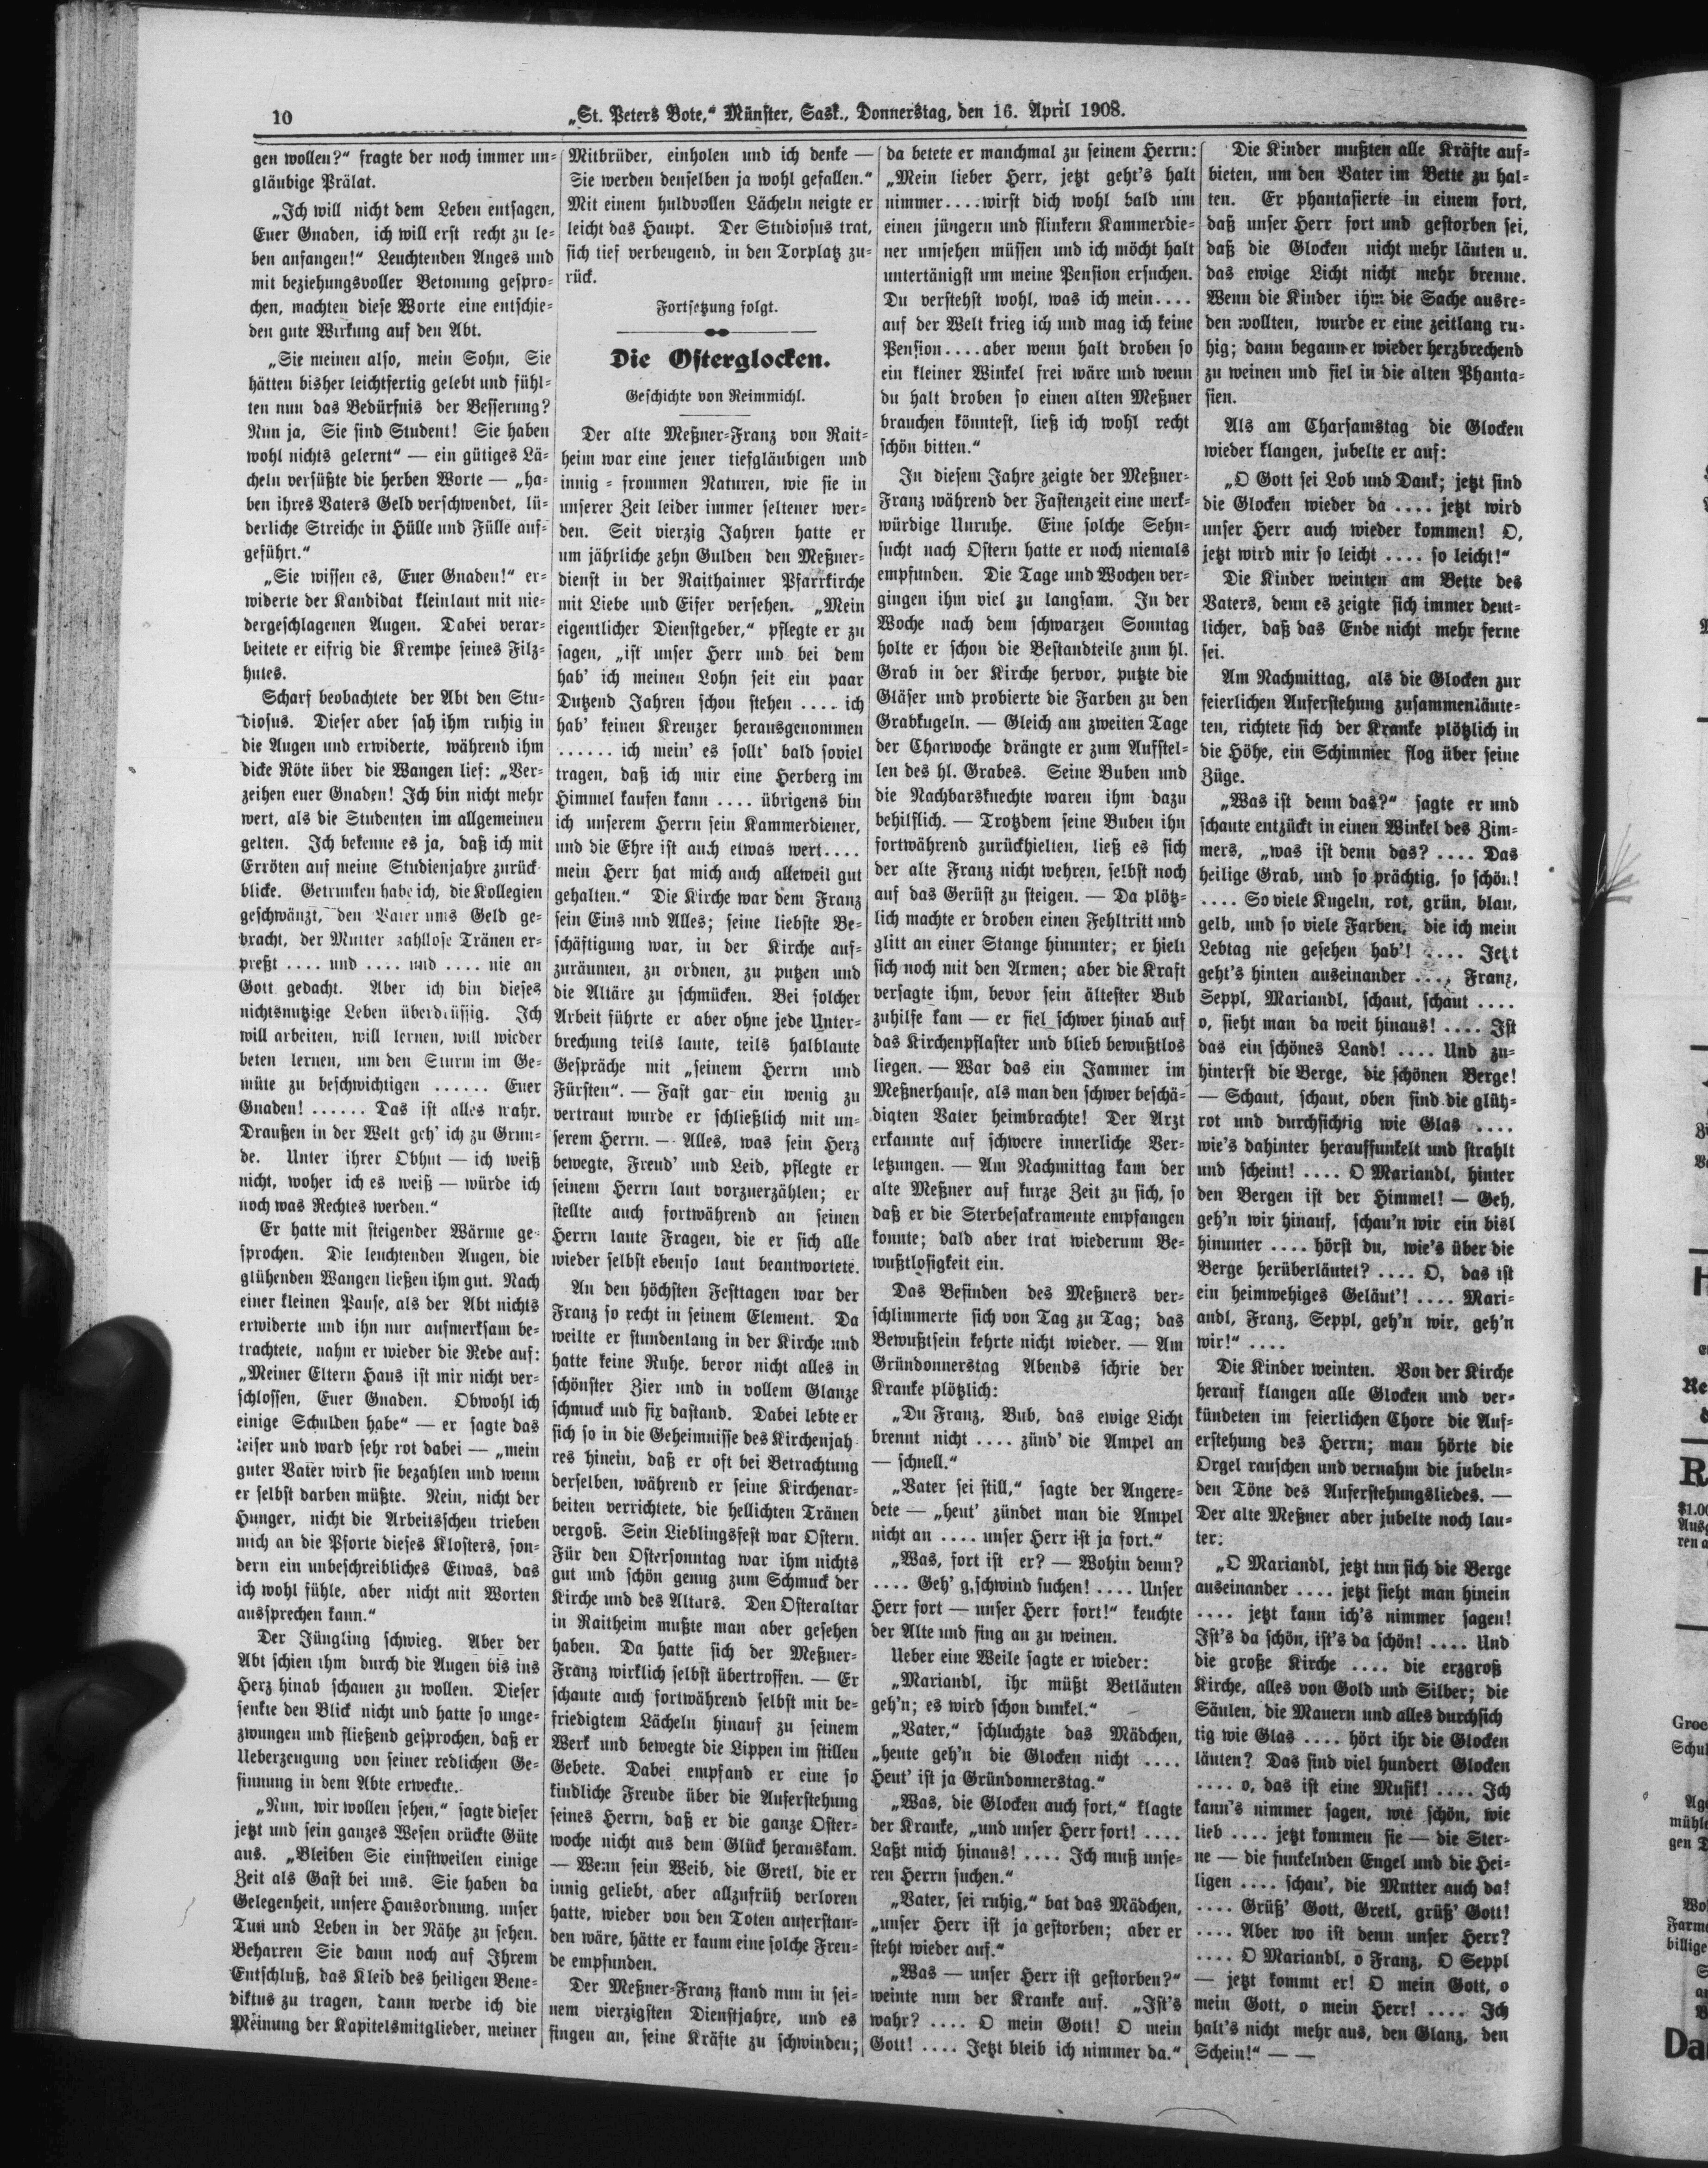 10
„St. Peters Bote,“ Münster, Sask., Donnerstag, den 16. April 1908.
gen wollen?“ fragte der noch immer un-
gläubige Prälat.
„Ich will nicht dem Leben entsagen,
Euer Gnaden, ich will erst recht zu le-
ben anfangen!“ Leuchtenden Auges und
mit beziehungsvoller Betonung gespro-
chen, machten diese Worte eine entschie-
den gute Wirkung auf den Abt.
„Sie meinen also, mein Sohn, Sie
hätten bisher leichtfertig gelebt und fühl-
ten nun das Bedürfnis der Besserung?
Nun ja, Sie sind Student! Sie haben
wohl nichts gelernt“ — ein gütiges Lä-
cheln versüßte die herben Worte — „ha-
ben ihres Vaters Geld verschwendet, lü-
derliche Streiche in Hülle und Fülle auf-
geführt.“
„Sie wissen es, Euer Gnaden!“ er-
widerte der Kandidat kleinlaut mit nie-
dergeschlagenen Augen. Dabei verar-
beitete er eifrig die Krempe seines Filz-
hutes.
Scharf beobachtete der Abt den Stu-
diosus. Dieser aber sah ihm ruhig in
die Augen und erwiderte, während ihm
dicke Röte über die Wangen lief: „Ver-
zeihen euer Gnaden! Ich bin nicht mehr
wert, als die Studenten im allgemeinen
gelten. Ich bekenne es ja, daß ich mit
Erröten auf meine Studienjahre zurück-
blicke. Getrunken habe ich, die Kollegien
geschwänzt, den Vater ums Geld ge-
bracht, der Mutter zahllose Tränen er-
preßt .... und .... und .... nie an
Gott gedacht. Aber ich bin dieses
nichtsnutzige Leben überdrüssig. Ich
will arbeiten, will lernen, will wieder
beten lernen, um den Sturm im Ge-
müte zu beschwichtigen ...... Euer
Gnaden! ...... Das ist alles wahr.
Draußen in der Welt geh' ich zu Grun-
de. Unter ihrer Obhut — ich weiß
nicht, woher ich es weiß — würde ich
noch was Rechtes werden.“
Er hatte mit steigender Wärme ge-
sprochen. Die leuchtenden Augen, die
glühenden Wangen ließen ihm gut. Nach
einer kleinen Pause, als der Abt nichts
erwiderte und ihn nur aufmerksam be-
trachtete, nahm er wieder die Rede auf:
„Meiner Eltern Haus ist mir nicht ver-
schlossen, Euer Gnaden. Obwohl ich
einige Schulden habe“ — er sagte das
leiser und ward sehr rot dabei — „mein
guter Vater wird sie bezahlen und wenn
er selbst darben müßte. Nein, nicht der
Hunger, nicht die Arbeitsscheu trieben
mich an die Pforte dieses Klosters, son-
dern ein unbeschreibliches Etwas, das
ich wohl fühle, aber nicht mit Worten
aussprechen kann.“
Der Jüngling schwieg. Aber der
Abt schien ihm durch die Augen bis ins
Herz hinab schauen zu wollen. Dieser
senkte den Blick nicht und hatte so unge-
zwungen und fließend gesprochen, daß er
Ueberzeugung von seiner redlichen Ge-
sinnung in dem Abte erweckte.
„Nun, wir wollen sehen,“ sagte dieser
jetzt und sein ganzes Wesen drückte Güte
aus. „Bleiben Sie einstweilen einige
Zeit als Gast bei uns. Sie haben da
Gelegenheit, unsere Hausordnung, unser
Tun und Leben in der Nähe zu sehen.
Beharren Sie dann noch auf Ihrem
Entschluß, das Kleid des heiligen Bene-
diktus zu tragen, dann werde ich die
Meinung der Kapitelsmitglieder, meiner
Mitbrüder, einholen und ich denke —
Sie werden denselben ja wohl gefallen.“
Mit einem huldvollen Lächeln neigte er
leicht das Haupt. Der Studiosus trat,
sich tief verbeugend, in den Torplatz zu-
rück.
Fortsetzung folgt.
Die Osterglocken.
Geschichte von Reimmichl.
Der alte Meßner-Franz von Rait-
heim war eine jener tiefgläubigen und
innig-frommen Naturen, wie sie in
unserer Zeit leider immer seltener wer-
den. Seit vierzig Jahren hatte er
um jährliche zehn Gulden den Meßner-
dienst in der Raithaimer Pfarrkirche
mit Liebe und Eifer versehen. „Mein
eigentlicher Dienstgeber,“ pflegte er zu
sagen, „ist unser Herr und bei dem
hab' ich meinen Lohn seit ein paar
Dutzend Jahren schon stehen .... ich
hab' keinen Kreuzer herausgenommen
...... ich mein' es sollt' bald soviel
tragen, daß ich mir eine Herberg im
Himmel kaufen kann .... übrigens bin
ich unserem Herrn sein Kammerdiener,
und die Ehre ist auch etwas wert....
mein Herr hat mich auch alleweil gut
gehalten.“ Die Kirche war dem Franz
sein Eins und Alles; seine liebste Be-
schäftigung war, in der Kirche auf-
zuräumen, zu ordnen, zu putzen und
die Altäre zu schmücken. Bei solcher
Arbeit führte er aber ohne jede Unter-
brechung teils laute, teils halblaute
Gespräche mit „seinem Herrn und
Fürsten“. — Fast gar ein wenig zu
vertraut wurde er schließlich mit un-
serem Herrn. — Alles, was sein Herz
bewegte, Freud' und Leid, pflegte er
seinem Herrn laut vorzuerzählen; er
stellte auch fortwährend an seinen
Herrn laute Fragen, die er sich alle
wieder selbst ebenso laut beantwortete.
An den höchsten Festtagen war der
Franz so recht in seinem Element. Da
weilte er stundenlang in der Kirche und
hatte keine Ruhe, bevor nicht alles in
schönster Zier und in vollem Glanze
schmuck und fix dastand. Dabei lebte er
sich so in die Geheimnisse des Kirchenjah-
res hinein, daß er oft bei Betrachtung
derselben, während er seine Kirchenar-
beiten verrichtete, die hellichten Tränen
vergoß. Sein Lieblingsfest war Ostern.
Für den Ostersonntag war ihm nichts
gut und schön genug zum Schmuck der
Kirche und des Altars. Den Osteraltar
in Raitheim mußte man aber gesehen
haben. Da hatte sich der Meßner-
Franz wirklich selbst übertroffen. — Er
schaute auch fortwährend selbst mit be-
friedigtem Lächeln hinauf zu seinem
Werk und bewegte die Lippen im stillen
Gebete. Dabei empfand er eine so
kindliche Freude über die Auferstehung
seines Herrn, daß er die ganze Oster-
woche nicht aus dem Glück herauskam.
— Wenn sein Weib, die Gretl, die er
innig geliebt, aber allzufrüh verloren
hatte, wieder von den Toten auferstan-
den wäre, hätte er kaum eine solche Freu-
de empfunden.
Der Meßner-Franz stand nun in sei-
nem vierzigsten Dienstjahre, und es
fingen an, seine Kräfte zu schwinden;
da betete er manchmal zu seinem Herrn:
„Mein lieber Herr, jetzt geht's halt
nimmer....wirst dich wohl bald um
einen jüngern und flinkern Kammerdie-
ner umsehen müssen und ich möcht halt
untertänigst um meine Pension ersuchen.
Du verstehst wohl, was ich mein....
auf der Welt krieg ich und mag ich keine
Pension....aber wenn halt droben so
ein kleiner Winkel frei wäre und wenn
du halt droben so einen alten Meßner
brauchen könntest, ließ ich wohl recht
schön bitten.“
In diesem Jahre zeigte der Meßner-
Franz während der Fastenzeit eine merk-
würdige Unruhe. Eine solche Sehn-
sucht nach Ostern hatte er noch niemals
empfunden. Die Tage und Wochen ver-
gingen ihm viel zu langsam. In der
Woche nach dem schwarzen Sonntag
holte er schon die Bestandteile zum hl.
Grab in der Kirche hervor, putzte die
Gläser und probierte die Farben zu den
Grabkugeln. — Gleich am zweiten Tage
der Charwoche drängte er zum Aufstel-
len des hl. Grabes. Seine Buben und
die Nachbarsknechte waren ihm dazu
behilflich. — Trotzdem seine Buben ihn
fortwährend zurückhielten, ließ es sich
der alte Franz nicht wehren, selbst noch
auf das Gerüst zu steigen. — Da plötz-
lich machte er droben einen Fehltritt und
glitt an einer Stange hinunter; er hielt
sich noch mit den Armen; aber die Kraft
versagte ihm, bevor sein ältester Bub
zuhilfe kam — er fiel schwer hinab auf
das Kirchenpflaster und blieb bewußtlos
liegen. — War das ein Jammer im
Meßnerhause, als man den schwer beschä-
digten Vater heimbrachte! Der Arzt
erkannte auf schwere innerliche Ver-
letzungen. — Am Nachmittag kam der
alte Meßner auf kurze Zeit zu sich, so
daß er die Sterbesakramente empfangen
konnte; dald aber trat wiederum Be-
wußtlosigkeit ein.
Das Befinden des Meßners ver-
schlimmerte sich von Tag zu Tag; das
Bewußtsein kehrte nicht wieder. — Am
Gründonnerstag Abends schrie der
Kranke plötzlich:
„Du Franz, Bub, das ewige Licht
brennt nicht .... zünd' die Ampel an
— schnell.“
„Vater sei still,“ sagte der Angere-
dete — „heut' zündet man die Ampel
nicht an .... unser Herr ist ja fort.“
„Was, fort ist er? — Wohin denn?
.... Geh' g.schwind suchen! .... Unser
Herr fort — unser Herr fort!“ keuchte
der Alte und fing an zu weinen.
Ueber eine Weile sagte er wieder:
„Mariandl, ihr müßt Betläuten
geh'n; es wird schon dunkel.“
„Vater,“ schluchzte das Mädchen,
„heute geh'n die Glocken nicht ....
Heut' ist ja Gründonnerstag.“
„Was, die Glocken auch fort,“ klagte
der Kranke, „und unser Herr fort! ....
Laßt mich hinaus! .... Ich muß unse-
ren Herrn suchen.“
„Vater, sei ruhig,“ bat das Mädchen,
„unser Herr ist ja gestorben; aber er
steht wieder auf.“
„Was — unser Herr ist gestorben?“
weinte nun der Kranke auf. „Ist's
wahr? .... O mein Gott! O mein
Gott! .... Jetzt bleib ich nimmer da.“
Die Kinder mußten alle Kräfte auf-
bieten, um den Vater im Bette zu hal-
ten. Er phantasierte in einem fort,
daß unser Herr fort und gestorben sei,
daß die Glocken nicht mehr läuten u.
das ewige Licht nicht mehr brenne.
Wenn die Kinder ihm die Sache ausre-
den wollten, wurde er eine zeitlang ru-
hig; dann begann er wieder herzbrechend
zu weinen und fiel in die alten Phanta-
sien.
Als am Charsamstag die Glocken
wieder klangen, jubelte er auf:
„O Gott sei Lob und Dank; jetzt sind
die Glocken wieder da .... jetzt wird
unser Herr auch wieder kommen! O,
jetzt wird mir so leicht .... so leicht!“
Die Kinder weinten am Bette des
Vaters, denn es zeigte sich immer deut-
licher, daß das Ende nicht mehr ferne
sei.
Am Nachmittag, als die Glocken zur
feierlichen Auferstehung zusammenläute-
ten, richtete sich der Kranke plötzlich in
die Höhe, ein Schimmer flog über seine
Züge.
„Was ist denn das?“ sagte er und
schaute entzückt in einen Winkel des Zim-
mers, „was ist denn das? .... Das
heilige Grab, und so prächtig, so schön!
.... So viele Kugeln, rot, grün, blau,
gelb, und so viele Farben, die ich mein
Lebtag nie gesehen hab'! .... Jetzt
geht's hinten auseinander .... Franz,
Seppl, Mariandl, schaut, schaut ....
o, sieht man da weit hinaus! .... Ist
das ein schönes Land! .... Und zu-
hinterst die Berge, die schönen Berge!
— Schaut, schaut, oben sind die glüh-
rot und durchsichtig wie Glas ....
wie's dahinter herauffunkelt und strahlt
und scheint! .... O Mariandl, hinter
den Bergen ist der Himmel! — Geh,
geh'n wir hinauf, schau'n wir ein bisl
hinunter .... hörst du, wie's über die
Berge herüberläutet? .... O, das ist
ein heimwehiges Geläut'! .... Mari-
andl, Franz, Seppl, geh'n wir, geh'n
wir!“ ....
Die Kinder weinten. Von der Kirche
herauf klangen alle Glocken und ver-
kündeten im feierlichen Chore die Auf-
erstehung des Herrn; man hörte die
Orgel rauschen und vernahm die jubeln-
den Töne des Auferstehungsliedes. —
Der alte Meßner aber jubelte noch lau-
ter:
„O Mariandl, jetzt tun sich die Berge
auseinander .... jetzt sieht man hinein
.... jetzt kann ich's nimmer sagen!
Ist's da schön, ist's da schön! .... Und
die große Kirche .... die erzgroß
Kirche, alles von Gold und Silber; die
Säulen, die Mauern und alles durchsich
tig wie Glas .... hört ihr die Glocken
läuten? Das sind viel hundert Glocken
.... o, das ist eine Musik! .... Ich
kann's nimmer sagen, wie schön, wie
lieb .... jetzt kommen sie — die Ster-
ne — die funkelnden Engel und die Hei-
ligen .... schau', die Mutter auch da!
.... Grüß' Gott, Gretl, grüß' Gott!
.... Aber wo ist denn unser Herr?
.... O Mariandl, o Franz, O Seppl
— jetzt kommt er! O mein Gott, o
mein Gott, o mein Herr! .... Ich
halt's nicht mehr aus, den Glanz, den
Schein!“ — —
$1.00
Groc
Schul
Farme
billige
Da